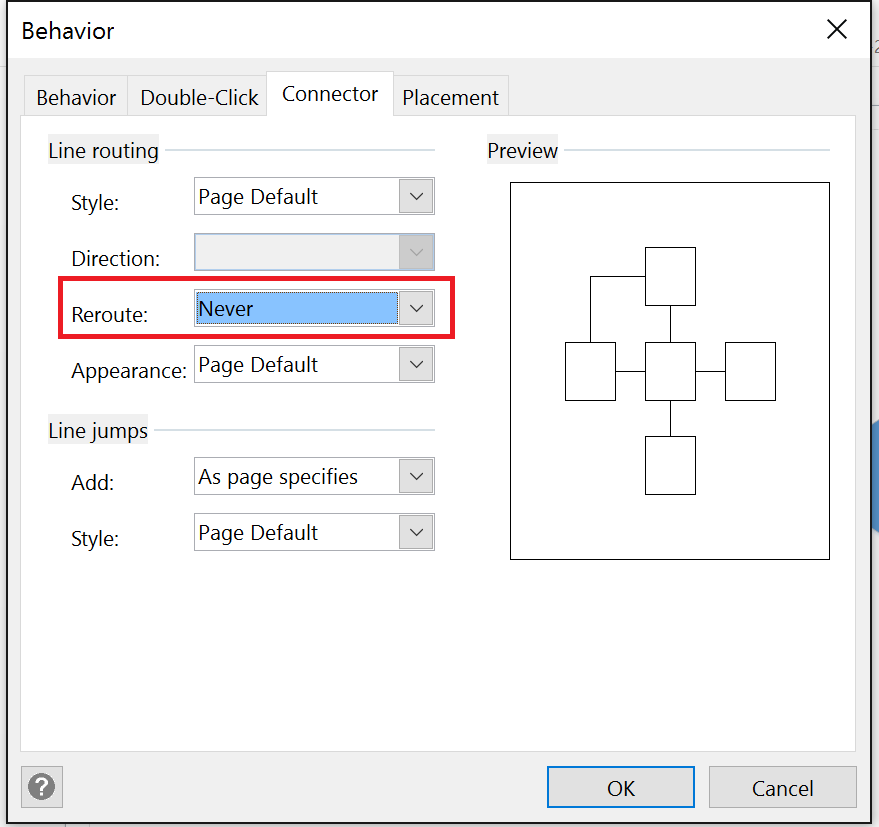 Behavior
Behavior Double-Click Connector Placement
Line routing
Style: Page Default
Direction:
Reroute: Never
Appearance: Page Default
Line jumps
Add: As page specifies
Style: Page Default
Preview
?
OK Cancel